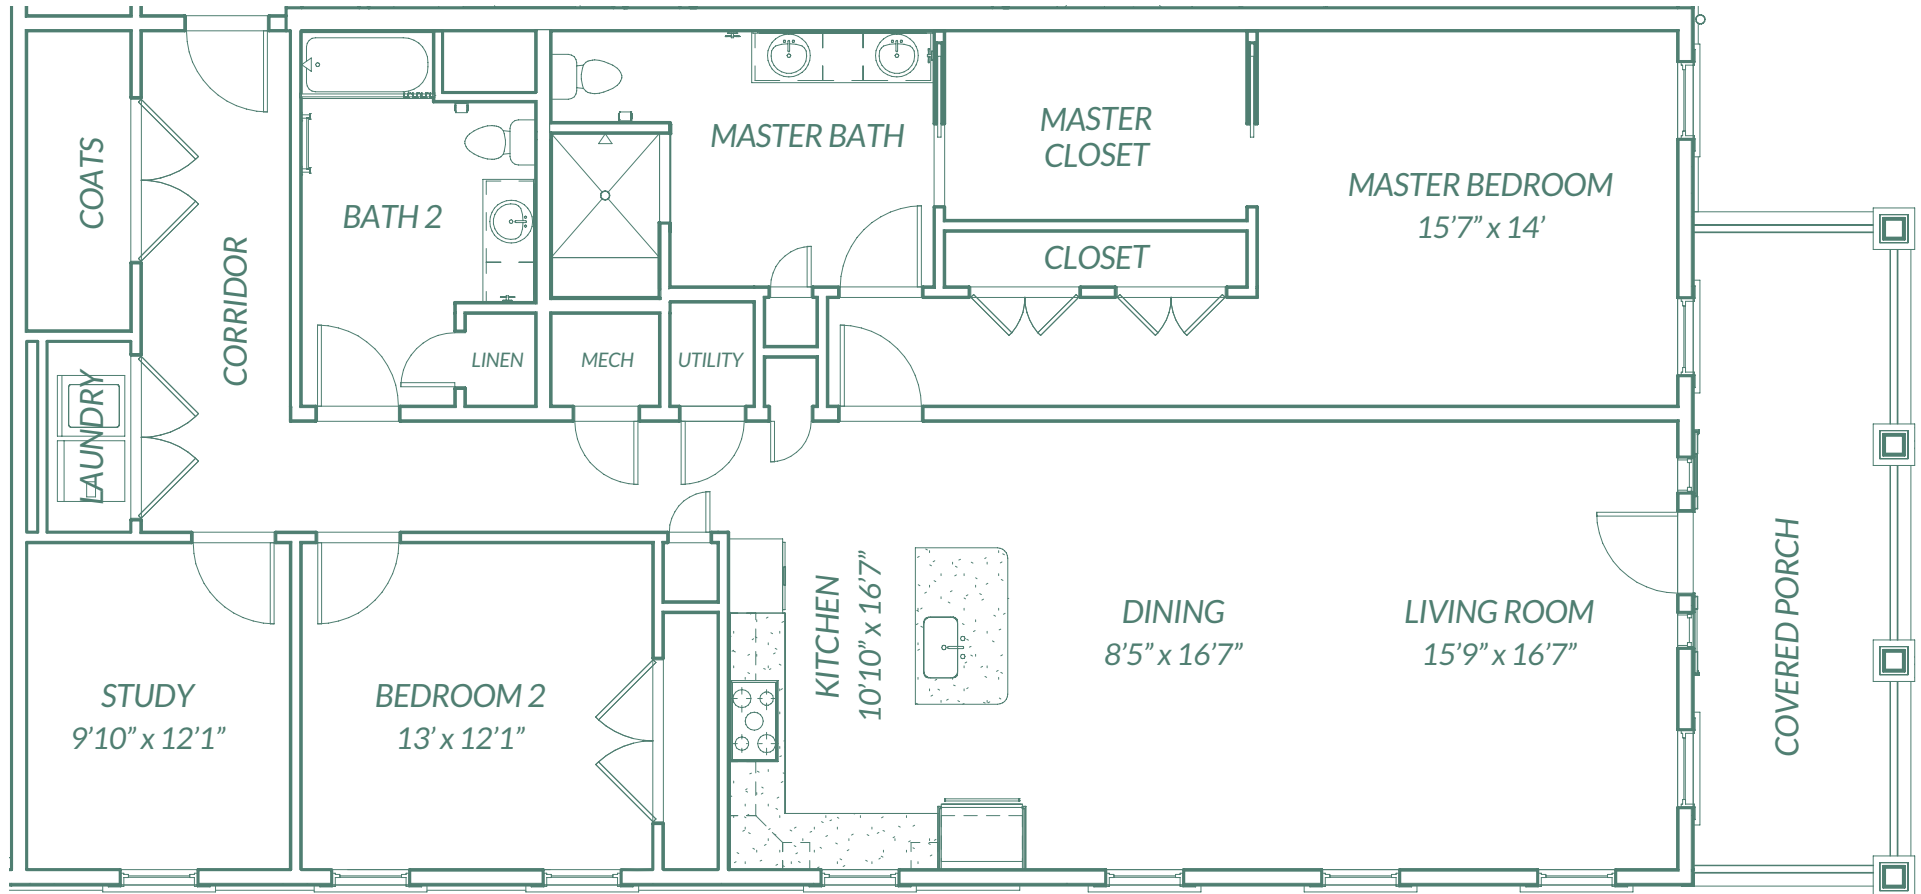 COATS
CORRIDOR
LAUNDRY
BATH 2
LINEN
MECH
UTILITY
MASTER BATH
MASTER
CLOSET
CLOSET
MASTER BEDROOM
15’7” x 14’
STUDY
9’10” x 12’1”
BEDROOM 2
13’ x 12’1”
KITCHEN
10’10” x 16’7”
DINING
8’5” x 16’7”
LIVING ROOM
15’9” x 16’7”
COVERED PORCH